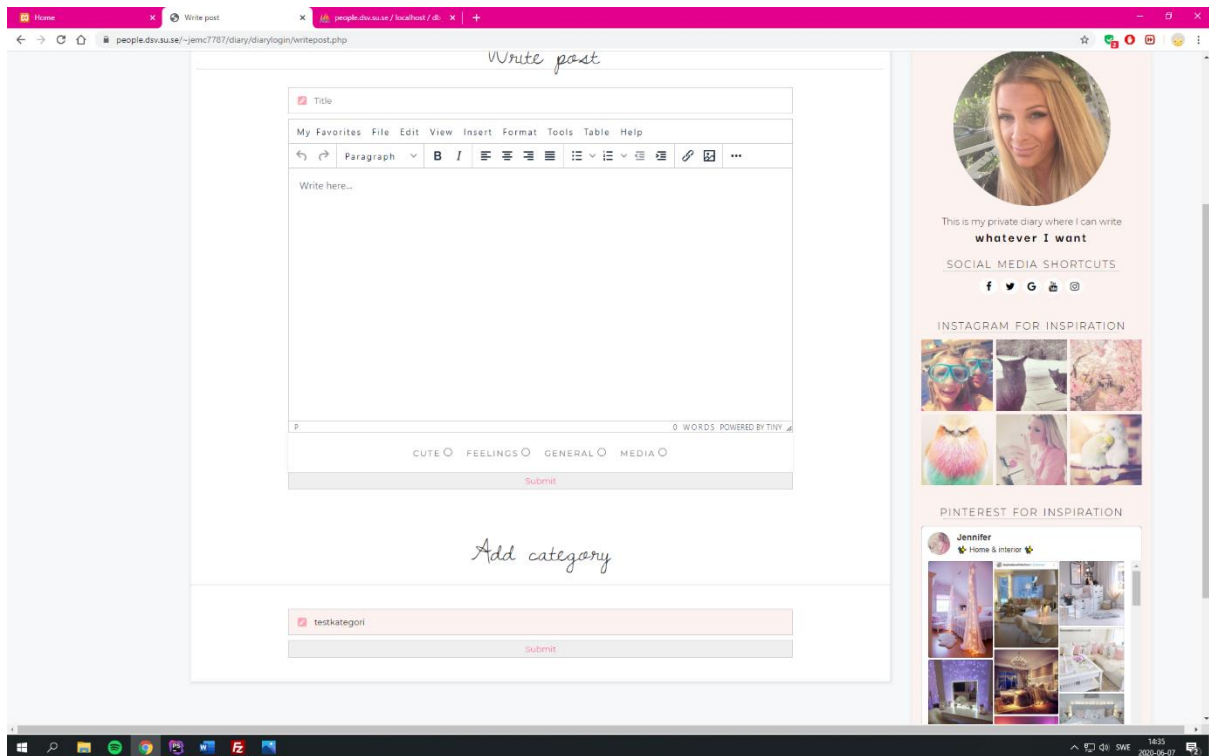 Home
Write post
people.dsv.su.se / localhost / db
people.dsv.su.se/~jemc7787/diary/diarylogin/writepost.php
Write post
Title
My Favorites File Edit View Insert Format Tools Table Help
Paragraph B I
Write here...
P 0 WORDS POWERED BY TINY
CUTE FEELINGS GENERAL MEDIA
Submit
Add category
testkategori
Submit
This is my private diary where I can write
whatever I want
SOCIAL MEDIA SHORTCUTS
INSTAGRAM FOR INSPIRATION
PINTEREST FOR INSPIRATION
Jennifer
Home & interior
SWE
14:35
2020-06-07